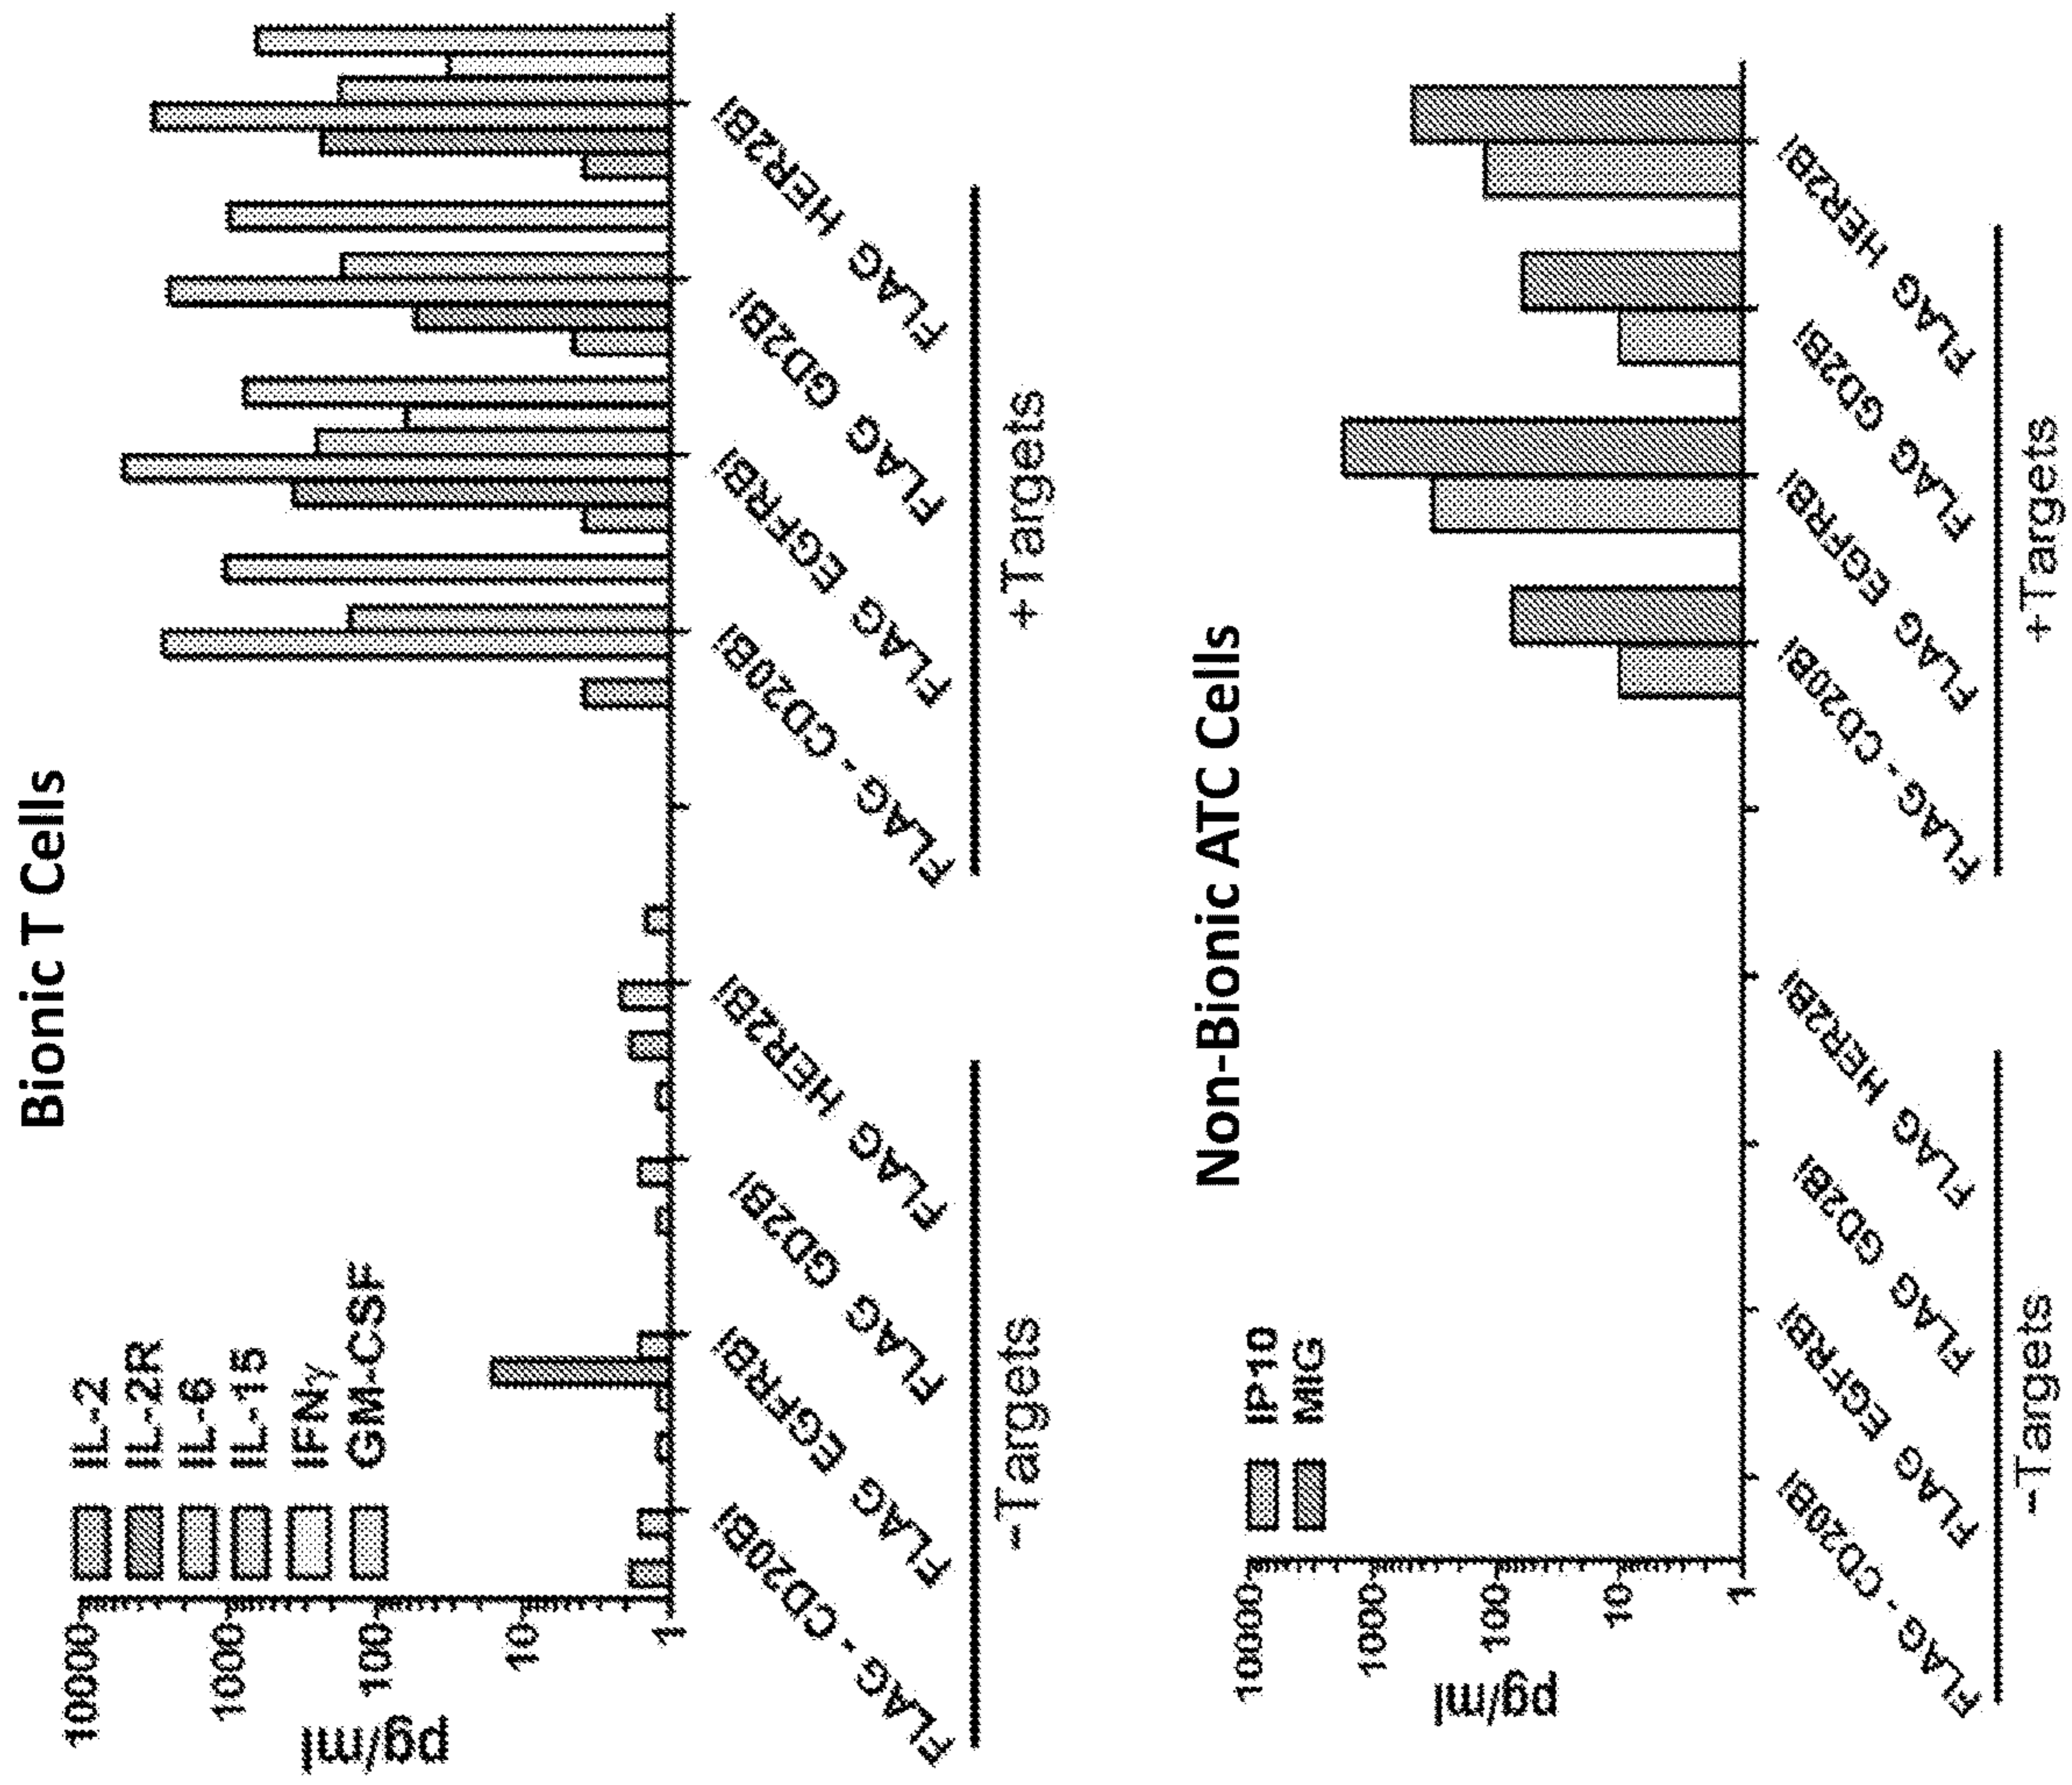 Bionic T Cells
IL-2
IL-2R
IL-6
IL-15
IFNγ
GM-CSF
10000
1000
100
10
1
pg/ml
FLAG - CD20Bi
FLAG EGFRBi
FLAG GD2Bi
FLAG HER2Bi
FLAG - CD20Bi
FLAG EGFRBi
FLAG GD2Bi
FLAG HER2Bi
-Targets
+Targets
Non-Bionic ATC Cells
IP10
MIG
10000
1000
100
10
1
pg/ml
FLAG - CD20Bi
FLAG EGFRBi
FLAG GD2Bi
FLAG HER2Bi
FLAG - CD20Bi
FLAG EGFRBi
FLAG GD2Bi
FLAG HER2Bi
-Targets
+Targets